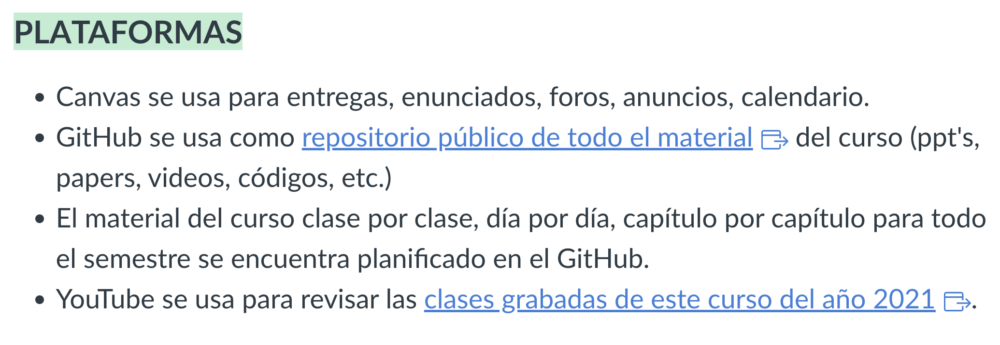 PLATAFORMAS
• Canvas se usa para entregas, enunciados, foros, anuncios, calendario.
• GitHub se usa como repositorio público de todo el material del curso (ppt's,
papers, videos, códigos, etc.)
• El material del curso clase por clase, día por día, capítulo por capítulo para todo
el semestre se encuentra planificado en el GitHub.
• YouTube se usa para revisar las clases grabadas de este curso del año 2021.